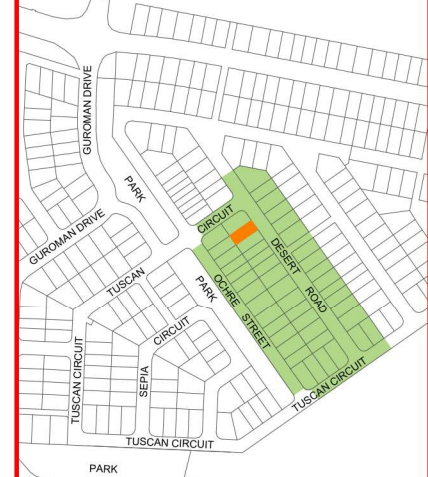 GUROMAN DRIVE
PARK
GUROMAN DRIVE
CIRCUIT
TUSCAN
DESERT
ROAD
PARK
OCHRE
STREET
CIRCUIT
SEPIA
TUSCAN CIRCUIT
TUSCAN CIRCUIT
TUSCAN CIRCUIT
PARK